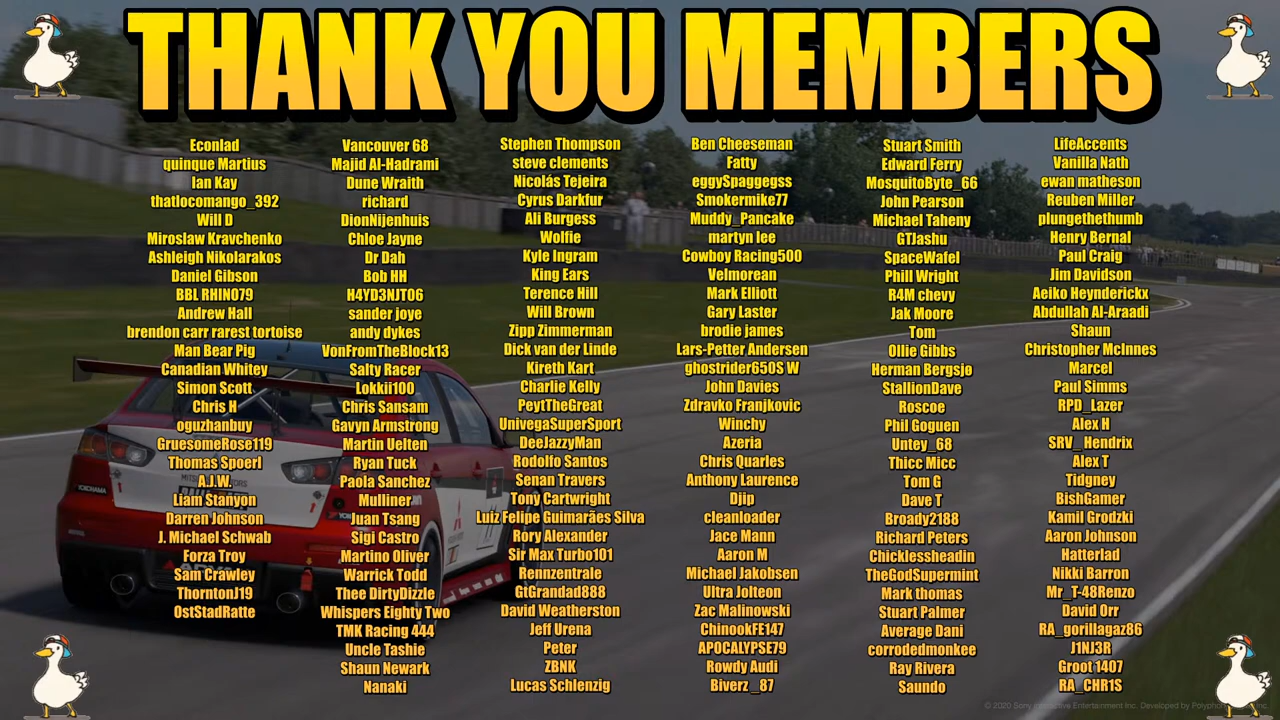 THANK YOU MEMBERS
Econlad
quinque Martius
Ian Kay
thatlocomango_392
Will D
Miroslaw Kravchenko
Ashleigh Nikolarakos
Daniel Gibson
BBL RHINO79
Andrew Hall
brendon carr rarest tortoise
Man Bear Pig
Canadian Whitey
Simon Scott
Chris H
oguzhanbuy
GruesomeRose119
Thomas Spoerl
A.J.W.
Liam Stanyon
Darren Johnson
J. Michael Schwab
Forza Troy
Sam Crawley
ThorntonJ19
OstStadRatte
Vancouver 68
Majid Al-Hadrami
Dune Wraith
richard
DionNijenhuis
Chloe Jayne
Dr Dah
Bob HH
H4YD3NJT06
sander joye
andy dykes
VonFromTheBlock13
Salty Racer
Lokkii100
Chris Sansam
Gavyn Armstrong
Martin Uelten
Ryan Tuck
Paola Sanchez
Mulliner
Juan Tsang
Sigi Castro
Martino Oliver
Warrick Todd
Thee DirtyDizzle
Whispers Eighty Two
TMK Racing 444
Uncle Tashie
Shaun Newark
Nanaki
Stephen Thompson
steve clements
Nicolás Tejeira
Cyrus Darkfur
Ali Burgess
Wolfie
Kyle Ingram
King Ears
Terence Hill
Will Brown
Zipp Zimmerman
Dick van der Linde
Kireth Kart
Charlie Kelly
PeytTheGreat
UnivegaSuperSport
DeeJazzyMan
Rodolfo Santos
Senan Travers
Tony Cartwright
Luiz Felipe Guimarães Silva
Rory Alexander
Sir Max Turbo101
Rennzentrale
GtGrandad888
David Weatherston
Jeff Urena
Peter
ZBNK
Lucas Schlenzig
Ben Cheeseman
Fatty
eggySpaggegss
Smokermike77
Muddy_Pancake
martyn lee
Cowboy Racing500
Velmorean
Mark Elliott
Gary Laster
brodie james
Lars-Petter Andersen
ghostrider650S W
John Davies
Zdravko Franjkovic
Winchy
Azeria
Chris Quarles
Anthony Laurence
Djip
cleanloader
Jace Mann
Aaron M
Michael Jakobsen
Ultra Jolteon
Zac Malinowski
ChinookFE147
APOCALYPSE79
Rowdy Audi
Biverz_87
Stuart Smith
Edward Ferry
MosquitoByte_66
John Pearson
Michael Taheny
GTJashu
SpaceWafel
Phill Wright
R4M chevy
Jak Moore
Tom
Ollie Gibbs
Herman Bergsjø
StallionDave
Roscoe
Phil Goguen
Untey_68
Thicc Micc
Tom G
Dave T
Broady2188
Richard Peters
Chicklessheadin
TheGodSupermint
Mark thomas
Stuart Palmer
Average Dani
corrodedmonkee
Ray Rivera
Saundo
LifeAccents
Vanilla Nath
ewan matheson
Reuben Miller
plungethethumb
Henry Bernal
Paul Craig
Jim Davidson
Aeiko Heynderickx
Abdullah Al-Araadi
Shaun
Christopher McInnes
Marcel
Paul Simms
RPD_Lazer
Alex H
SRV_Hendrix
Alex T
Tidgney
BishGamer
Kamil Grodzki
Aaron Johnson
Hatterlad
Nikki Barron
Mr_T-48Renzo
David Orr
RA_gorillagaz86
J1NJ3R
Groot1407
RA_CHR1S
YOKOHAMA
© 2020 Sony Interactive Entertainment Inc. Developed by